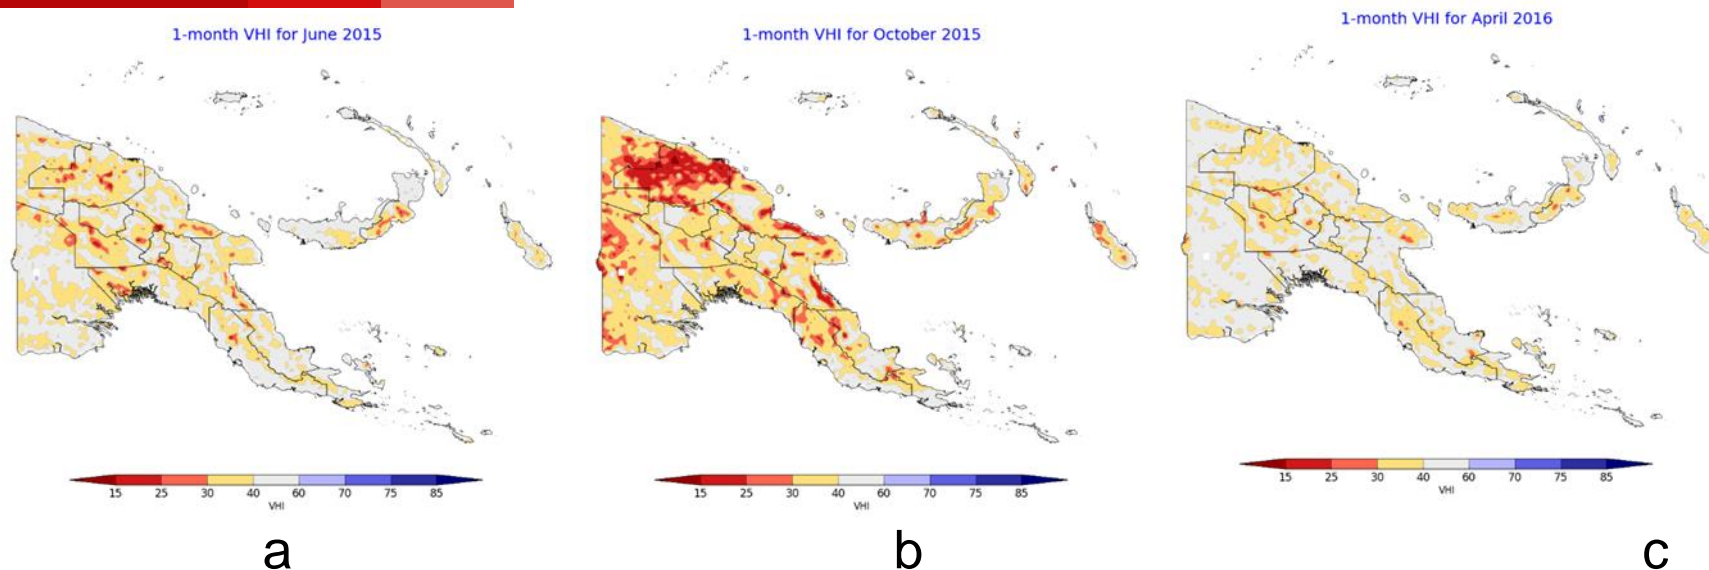 1-month VHI for June 2015
15 25 30 40 60 70 75 85
VHI
a
1-month VHI for October 2015
15 25 30 40 60 70 75 85
VHI
b
1-month VHI for April 2016
15 25 30 40 60 70 75 85
VHI
c